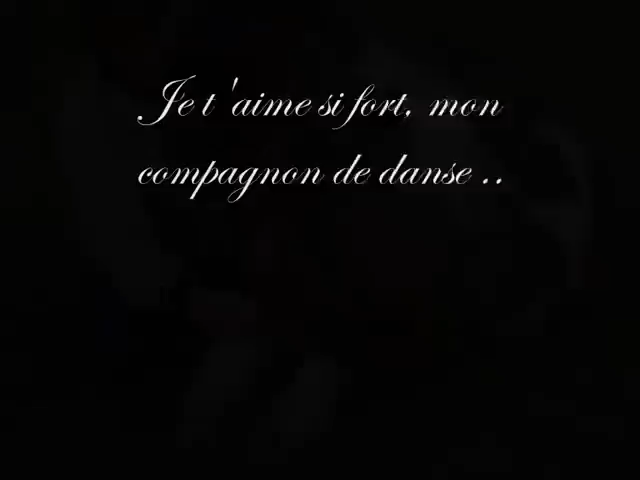 Je t 'aime si fort, mon
compagnon de danse ..